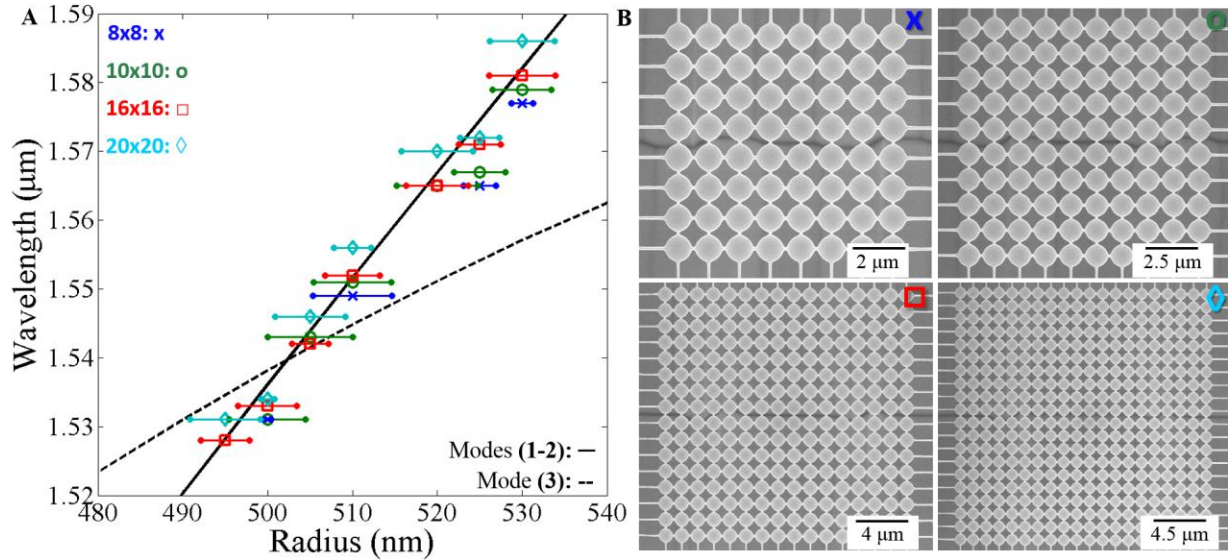 A
8x8: x
10x10: o
16x16: □
20x20: ◊
Wavelength (μm)
1.58
1.57
1.56
1.55
1.54
1.53
1.52
480
490
500
510
520
530
540
Radius (nm)
Modes (1-2): —
Mode (3): --
B
X
O
2 μm
2.5 μm
4 μm
4.5 μm